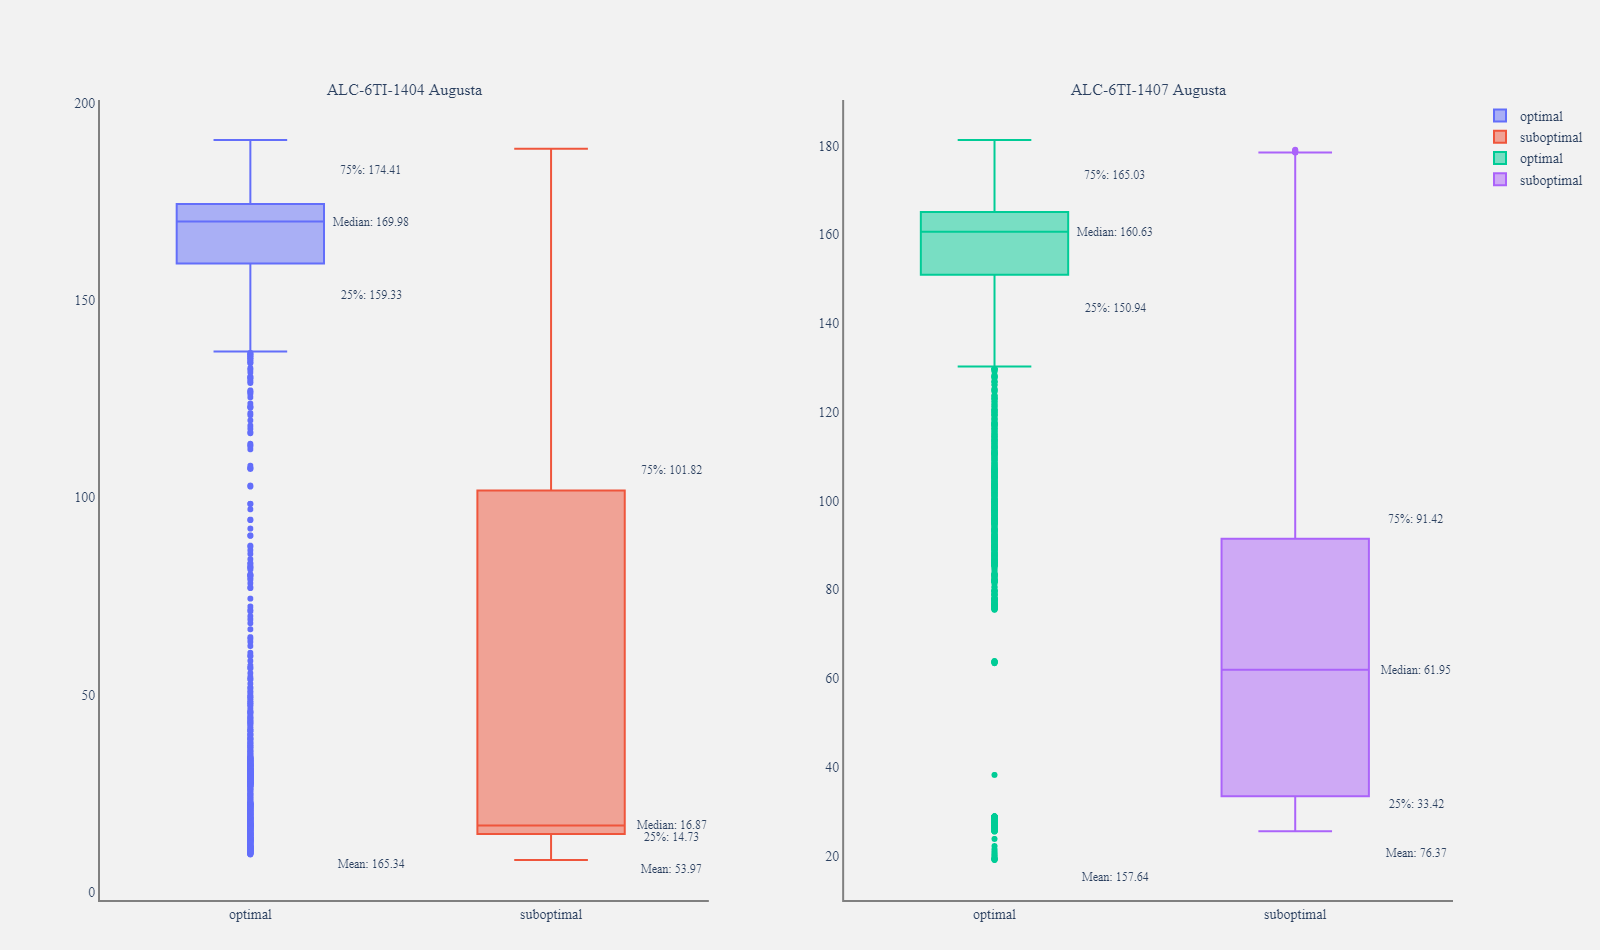 ALC-6TI-1404 Augusta
200
150
100
50
0
75%: 174.41
Median: 169.98
25%: 159.33
Mean: 165.34
75%: 101.82
Median: 16.87
25%: 14.73
Mean: 53.97
optimal
suboptimal
ALC-6TI-1407 Augusta
180
160
140
120
100
80
60
40
20
75%: 165.03
Median: 160.63
25%: 150.94
Mean: 157.64
75%: 91.42
Median: 61.95
25%: 33.42
Mean: 76.37
optimal
suboptimal
optimal
suboptimal
optimal
suboptimal